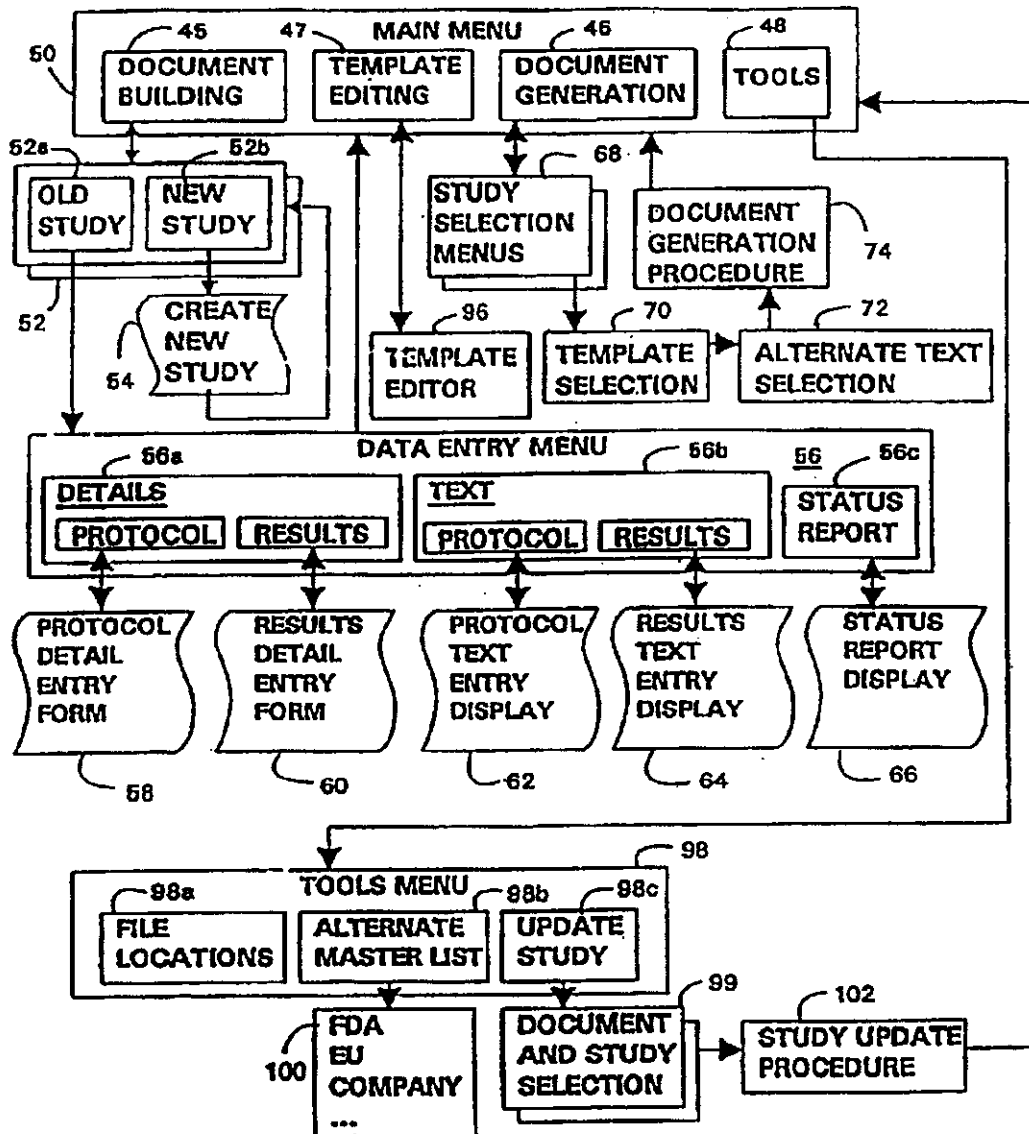 45
47
46
48
MAIN MENU
50
DOCUMENT
BUILDING
TEMPLATE
EDITING
DOCUMENT
GENERATION
TOOLS
52a
52b
68
OLD
STUDY
NEW
STUDY
STUDY
SELECTION
MENUS
DOCUMENT
GENERATION
PROCEDURE
74
52
CREATE
NEW
STUDY
54
96
70
72
TEMPLATE
EDITOR
TEMPLATE
SELECTION
ALTERNATE TEXT
SELECTION
DATA ENTRY MENU
56a
56b
56
56c
DETAILS
PROTOCOL
RESULTS
TEXT
PROTOCOL
RESULTS
STATUS
REPORT
PROTOCOL
DETAIL
ENTRY
FORM
RESULTS
DETAIL
ENTRY
FORM
PROTOCOL
TEXT
ENTRY
DISPLAY
RESULTS
TEXT
ENTRY
DISPLAY
STATUS
REPORT
DISPLAY
58
60
62
64
66
98
TOOLS MENU
98a
98b
98c
FILE
LOCATIONS
ALTERNATE
MASTER LIST
UPDATE
STUDY
99
102
100
FDA
EU
COMPANY
...
DOCUMENT
AND STUDY
SELECTION
STUDY UPDATE
PROCEDURE